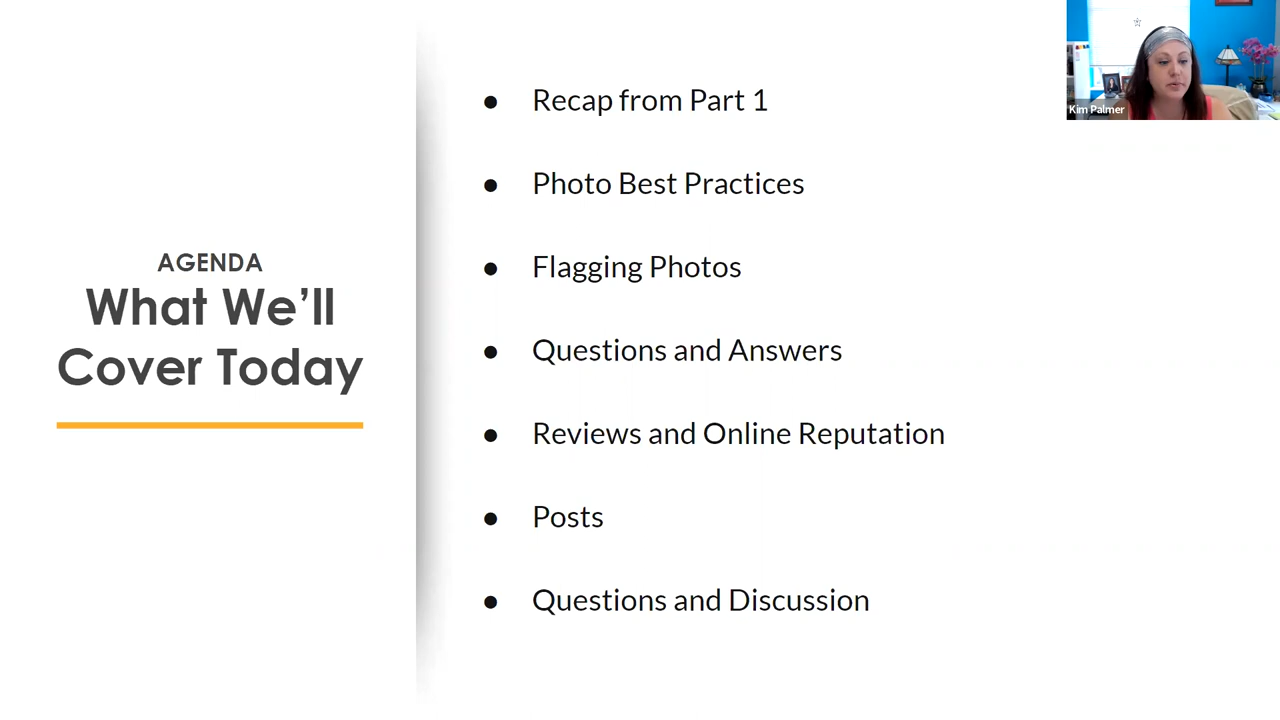 AGENDA
What We’ll
Cover Today
● Recap from Part 1
● Photo Best Practices
● Flagging Photos
● Questions and Answers
● Reviews and Online Reputation
● Posts
● Questions and Discussion
Kim Palmer